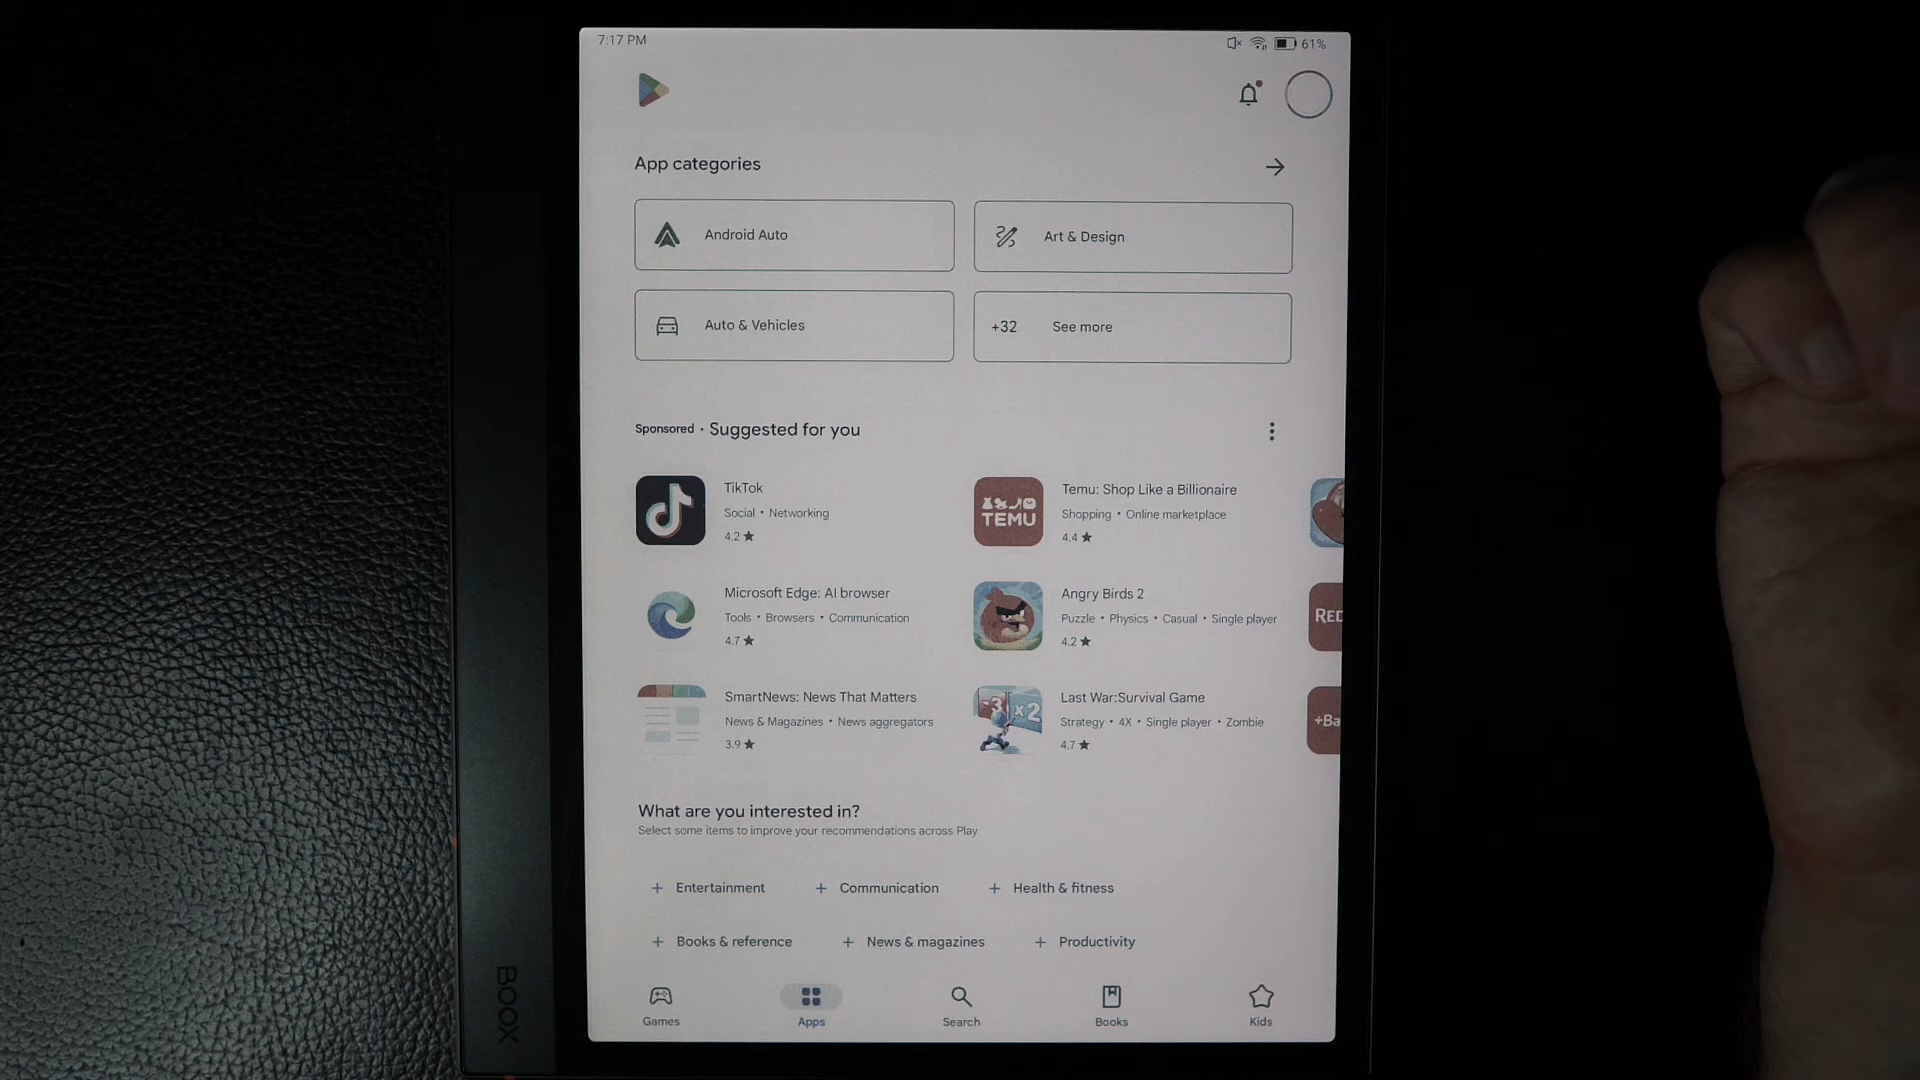 7:17 PM
61%
App categories
Android Auto
Art & Design
Auto & Vehicles
+32 See more
Sponsored • Suggested for you
TikTok
Social • Networking
4.2 ★
Temu: Shop Like a Billionaire
Shopping • Online marketplace
4.4 ★
TEMU
Microsoft Edge: AI browser
Tools • Browsers • Communication
4.7 ★
Angry Birds 2
Puzzle • Physics • Casual • Single player
4.2 ★
RED
SmartNews: News That Matters
News & Magazines • News aggregators
3.9 ★
-3 x2
Last War:Survival Game
Strategy • 4X • Single player • Zombie
4.7 ★
+Ba
What are you interested in?
Select some items to improve your recommendations across Play
+ Entertainment
+ Communication
+ Health & fitness
+ Books & reference
+ News & magazines
+ Productivity
Games
Apps
Search
Books
Kids
BOOX